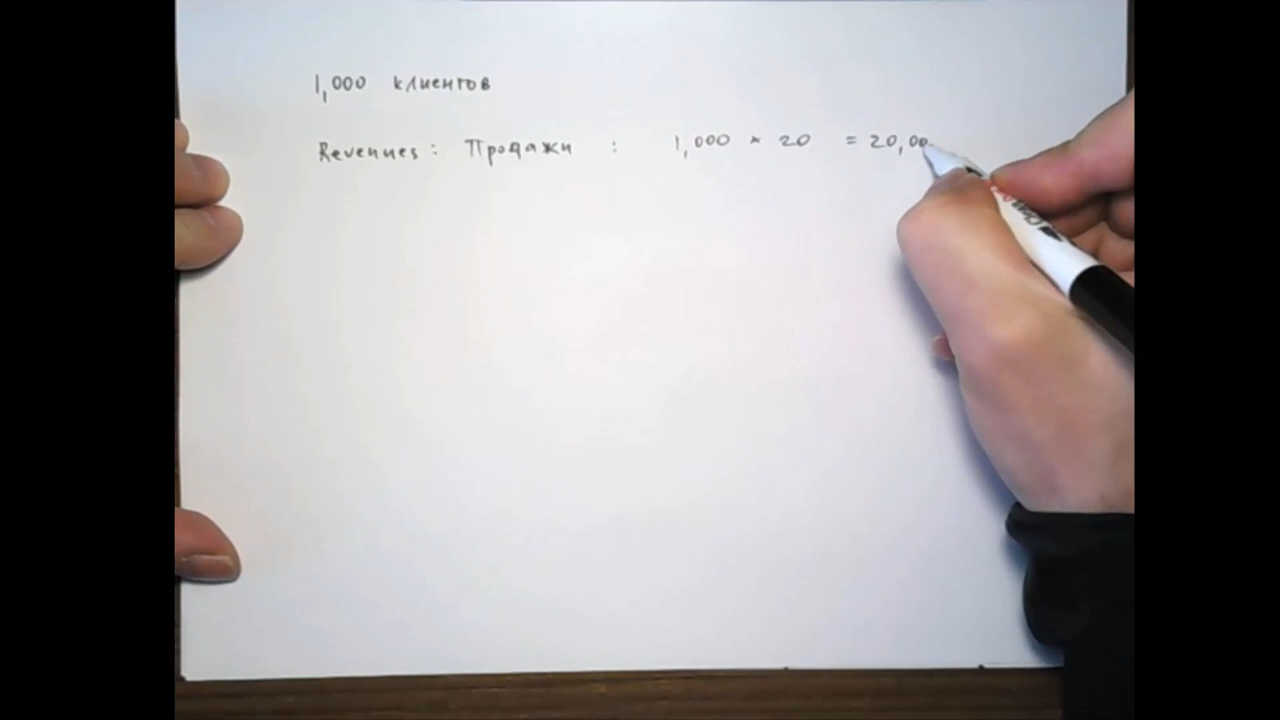 1,000 клиентов
Revenues: Продажи : 1,000 * 20 = 20,00